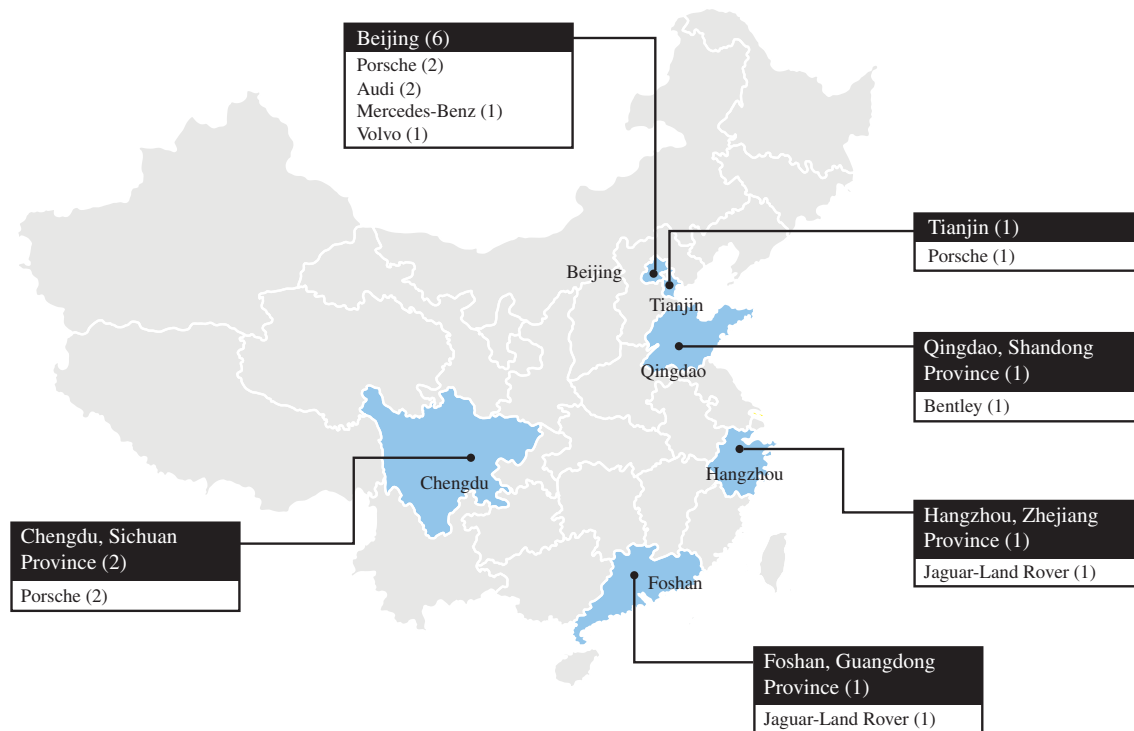 Beijing (6)
Porsche (2)
Audi (2)
Mercedes-Benz (1)
Volvo (1)
Tianjin (1)
Porsche (1)
Beijing
Tianjin
Qingdao, Shandong
Province (1)
Bentley (1)
Qingdao
Hangzhou
Chengdu
Hangzhou, Zhejiang
Province (1)
Jaguar-Land Rover (1)
Chengdu, Sichuan
Province (2)
Porsche (2)
Foshan
Foshan, Guangdong
Province (1)
Jaguar-Land Rover (1)